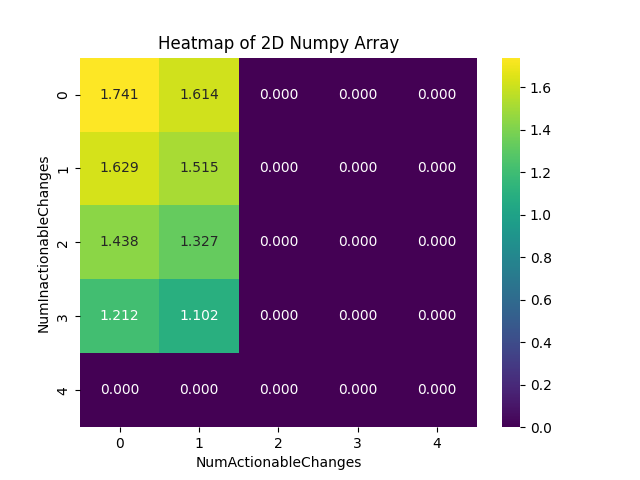 Heatmap of 2D Numpy Array
NumInactionableChanges
0
1.741 1.614 0.000 0.000 0.000
1
1.629 1.515 0.000 0.000 0.000
2
1.438 1.327 0.000 0.000 0.000
3
1.212 1.102 0.000 0.000 0.000
4
0.000 0.000 0.000 0.000 0.000
0 1 2 3 4
NumActionableChanges
1.6
1.4
1.2
1.0
0.8
0.6
0.4
0.2
0.0